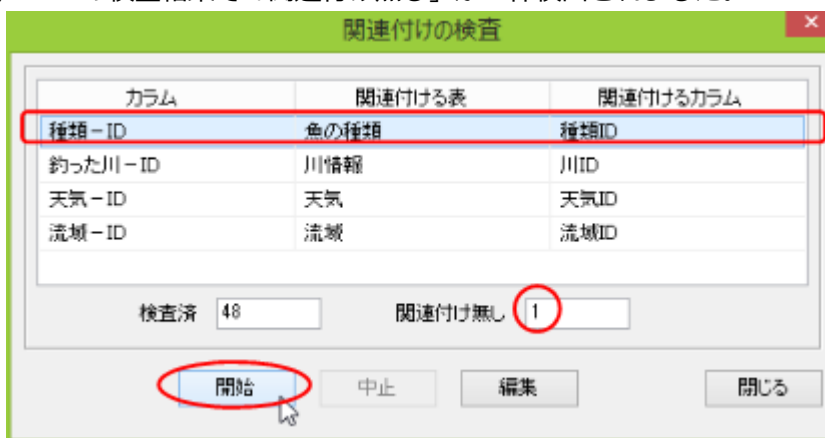 関連付けの検査
カラム 関連付ける表 関連付けるカラム
種類－ID 魚の種類 種類ID
釣った川－ID 川情報 川ID
天気－ID 天気 天気ID
流域－ID 流域 流域ID
検査済 48 関連付け無し 1
開始 中止 編集 閉じる